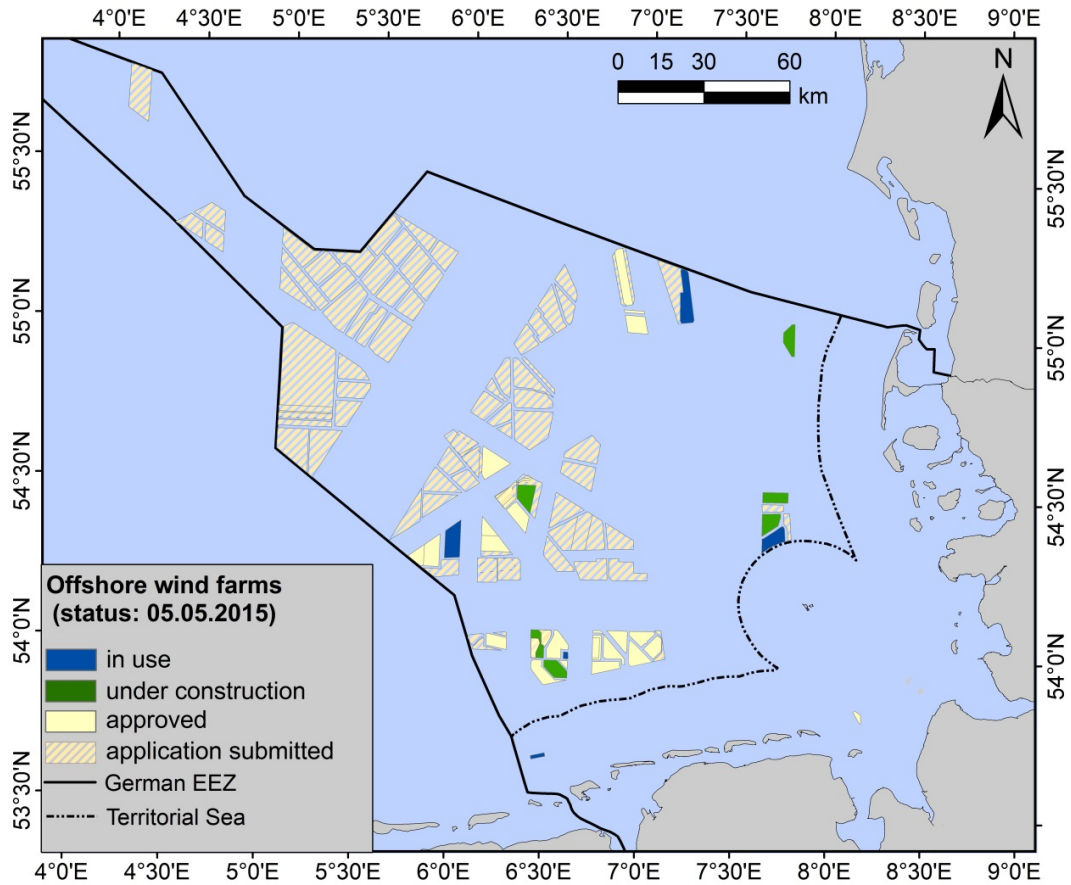 4°0'E 4°30'E 5°0'E 5°30'E 6°0'E 6°30'E 7°0'E 7°30'E 8°0'E 8°30'E 9°0'E
0 15 30 60
km
N
55°30'N
55°0'N
54°30'N
54°0'N
53°30'N
55°30'N
55°0'N
54°30'N
54°0'N
Offshore wind farms
(status: 05.05.2015)
in use
under construction
approved
application submitted
German EEZ
Territorial Sea
4°0'E 4°30'E 5°0'E 5°30'E 6°0'E 6°30'E 7°0'E 7°30'E 8°0'E 8°30'E 9°0'E